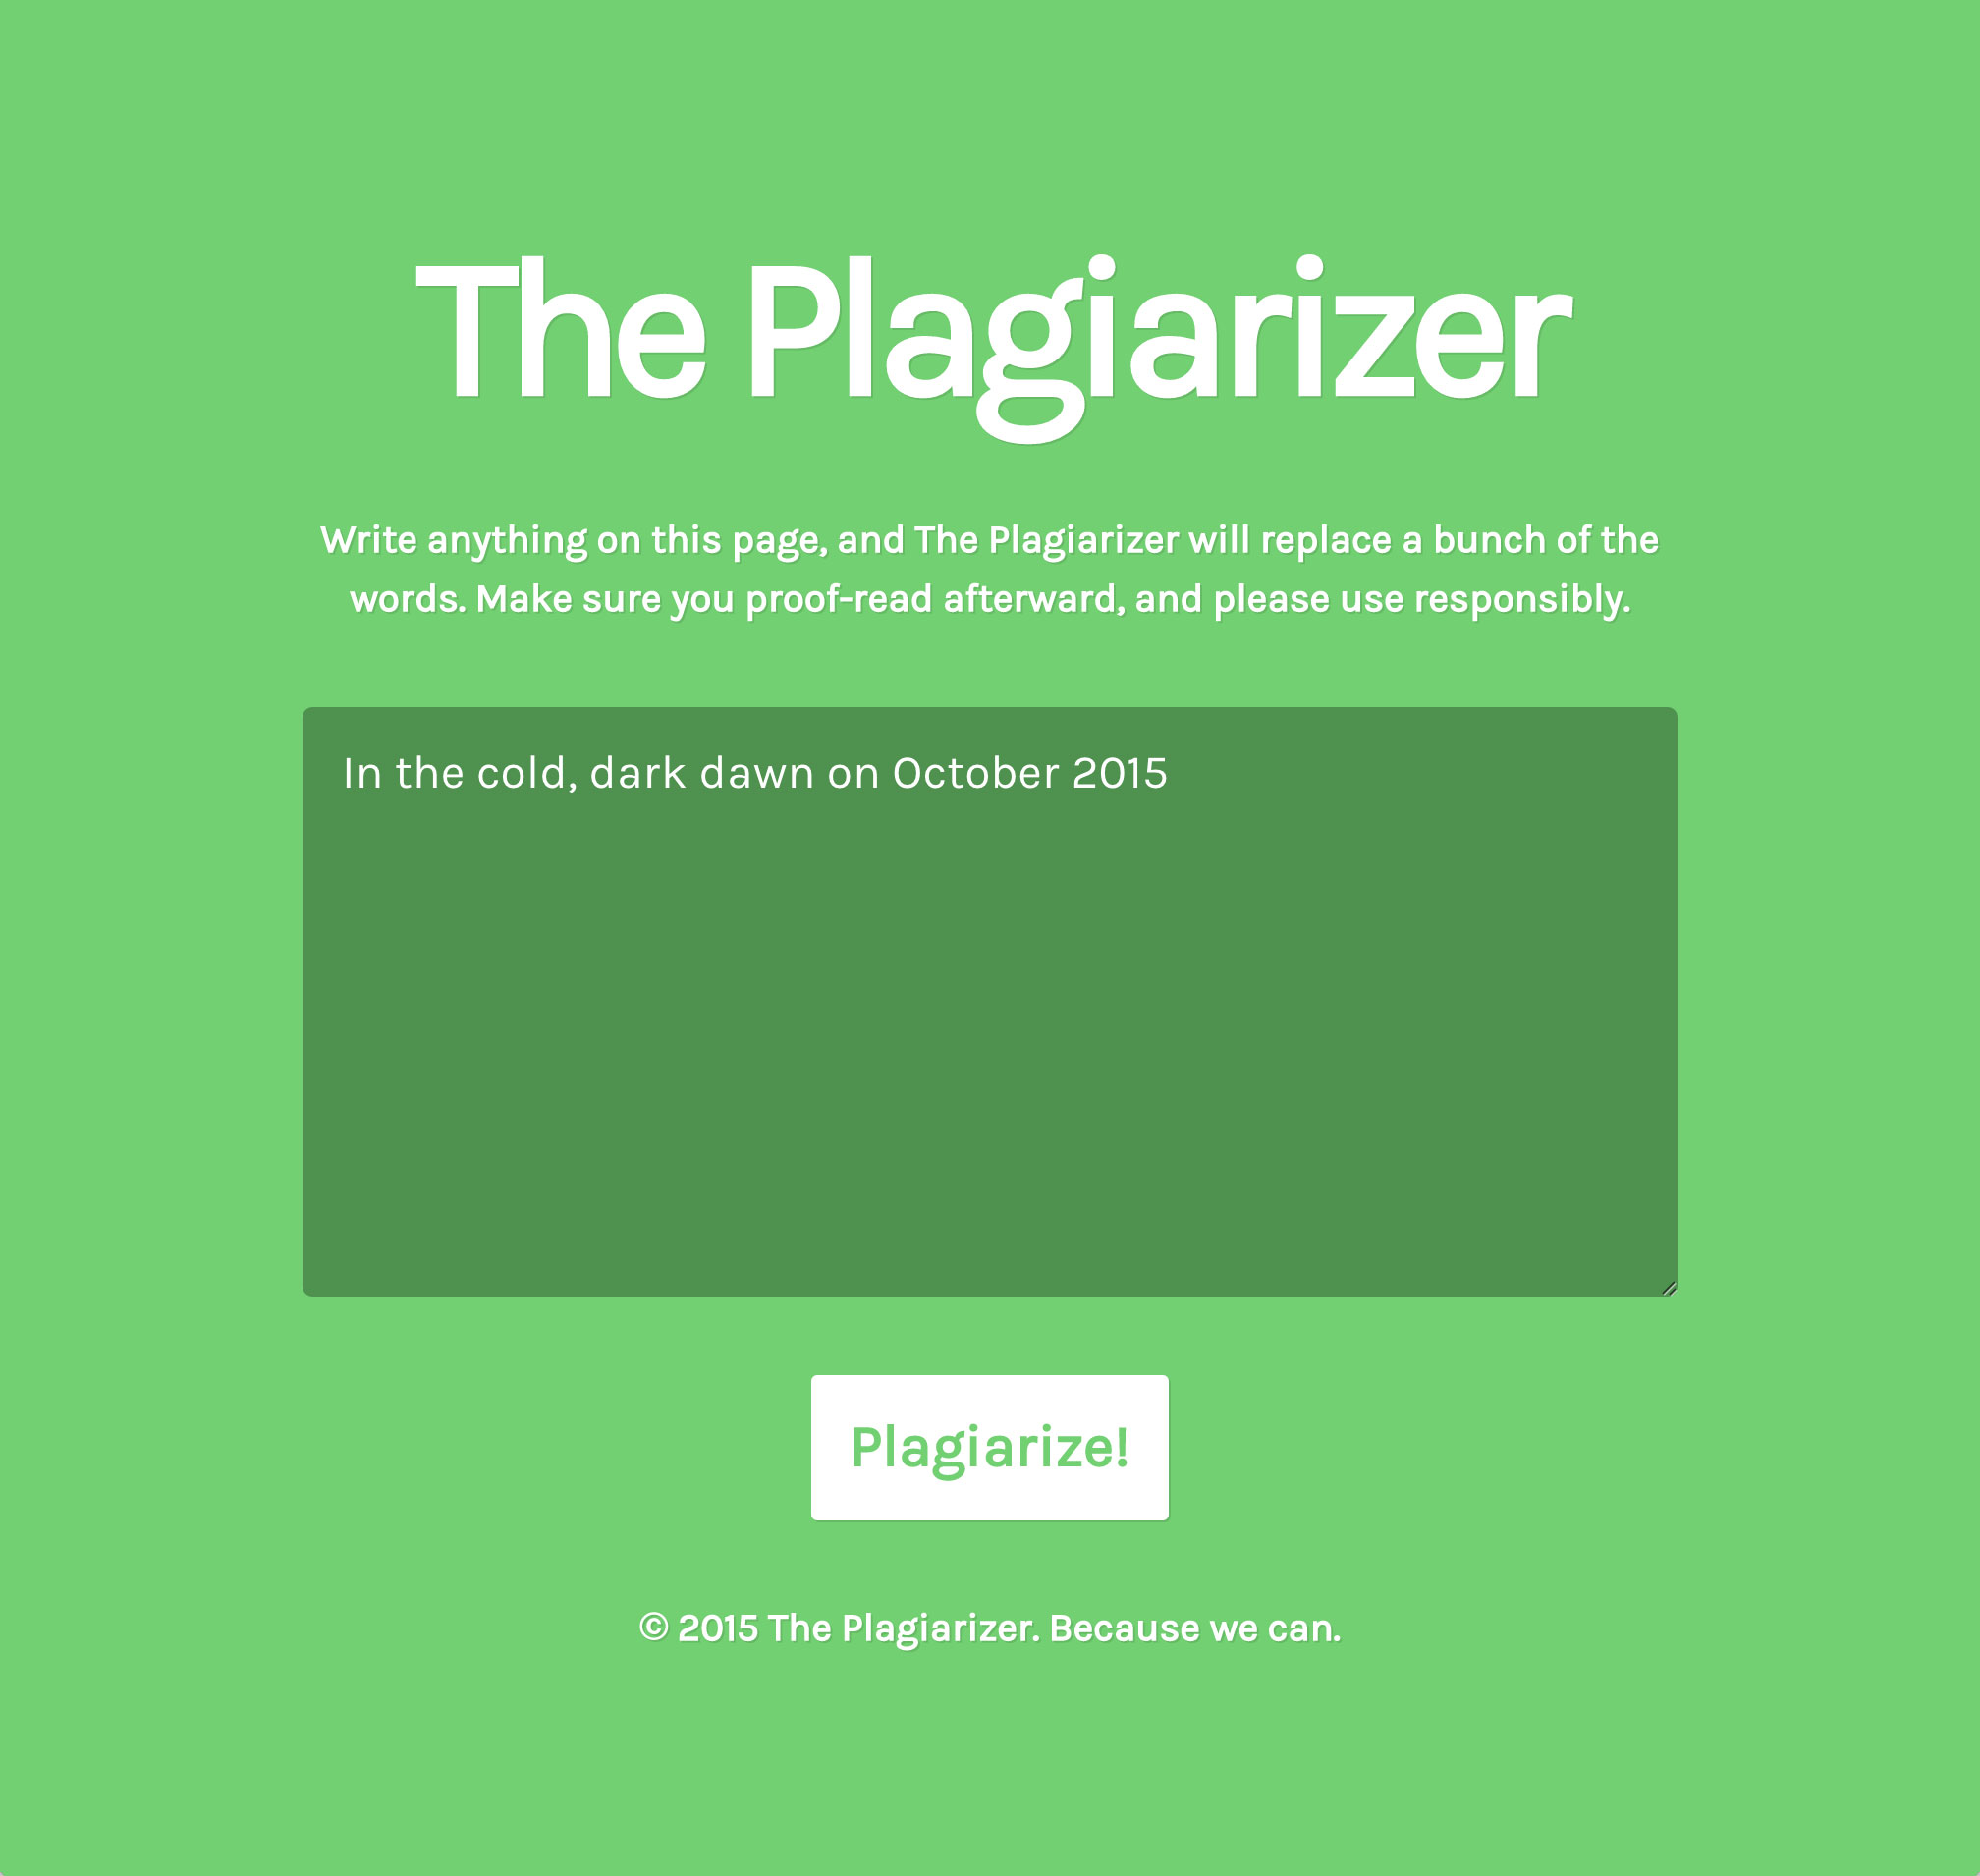 The Plagiarizer
Write anything on this page, and The Plagiarizer will replace a bunch of the
words. Make sure you proof-read afterward, and please use responsibly.
In the cold, dark dawn on October 2015
Plagiarize!
© 2015 The Plagiarizer. Because we can.